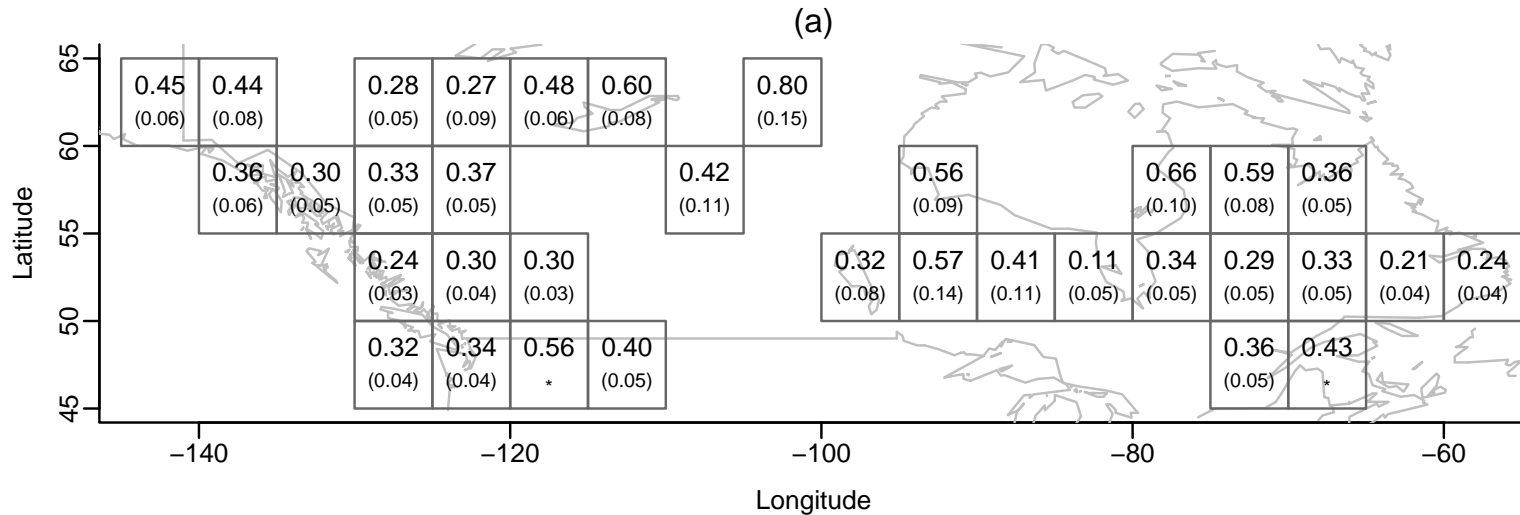 (a)
65
0.45 0.44 0.28 0.27 0.48 0.60 0.80
(0.06) (0.08) (0.05) (0.09) (0.06) (0.08) (0.15)
60
0.36 0.30 0.33 0.37 0.42 0.56 0.66 0.59 0.36
(0.06) (0.05) (0.05) (0.05) (0.11) (0.09) (0.10) (0.08) (0.05)
55
0.24 0.30 0.30 0.32 0.57 0.41 0.11 0.34 0.29 0.33 0.21 0.24
(0.03) (0.04) (0.03) (0.08) (0.14) (0.11) (0.05) (0.05) (0.05) (0.05) (0.04) (0.04)
50
0.32 0.34 0.56 0.40 0.36 0.43
(0.04) (0.04) * (0.05) (0.05) *
45
Latitude
−140 −120 −100 −80 −60
Longitude